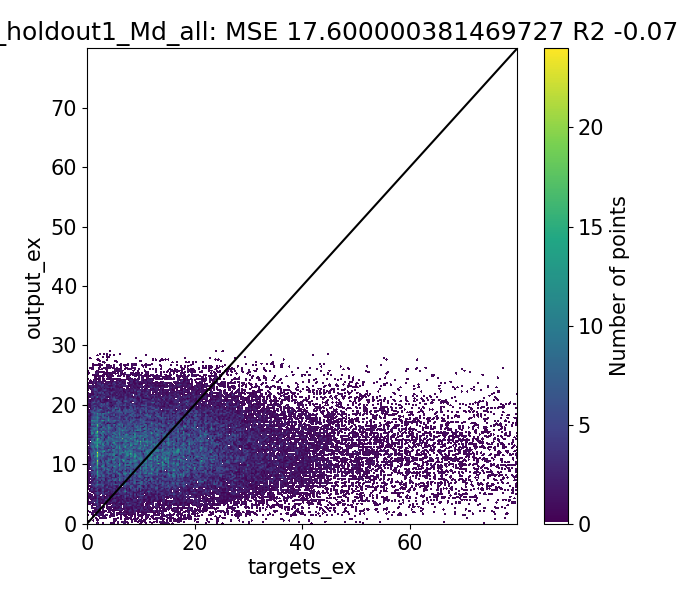 _holdout1_Md_all: MSE 17.600000381469727 R2 -0.07
output_ex
70
60
50
40
30
20
10
0
0 20 40 60
targets_ex
20
15
10
5
0
Number of points